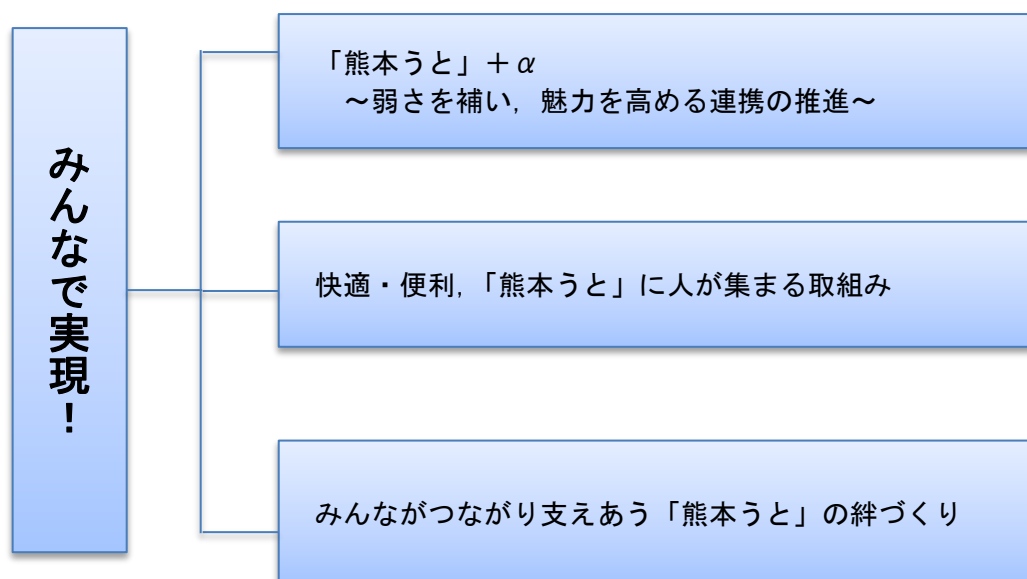 みんなで実現！
「熊本うと」＋α
～弱さを補い，魅力を高める連携の推進～
快適・便利，「熊本うと」に人が集まる取組み
みんながつながり支えあう「熊本うと」の絆づくり